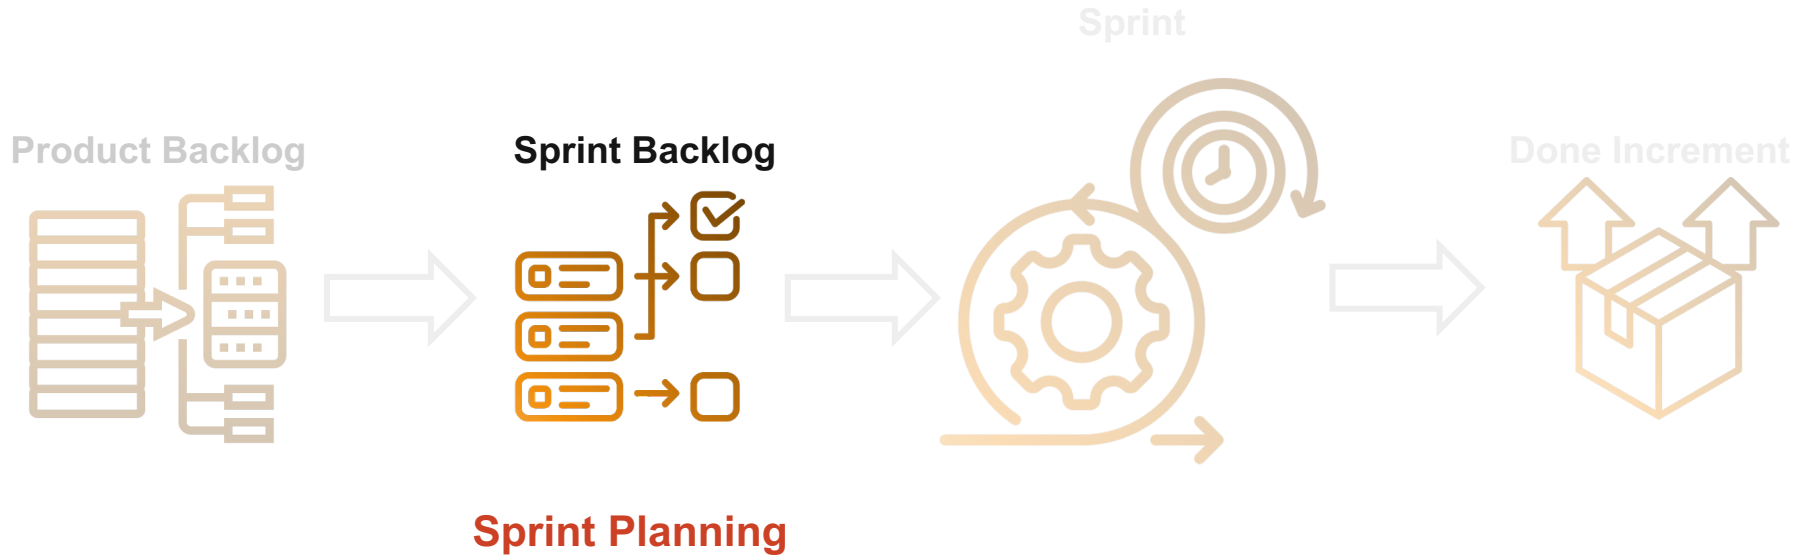 Sprint
Product Backlog
Sprint Backlog
Done Increment
Sprint Planning